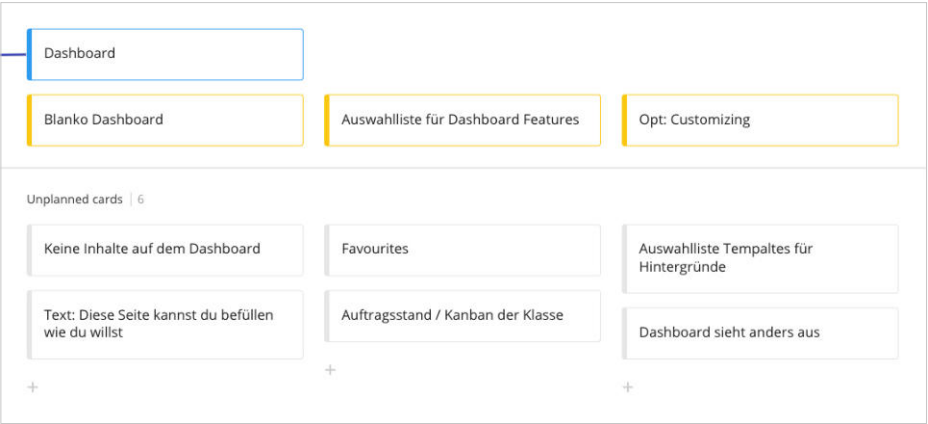 Dashboard
Blanko Dashboard
Auswahlliste für Dashboard Features
Opt: Customizing
Unplanned cards | 6
Keine Inhalte auf dem Dashboard
Favourites
Auswahlliste Tempaltes für
Hintergründe
Text: Diese Seite kannst du befüllen
wie du willst
Auftragsstand / Kanban der Klasse
Dashboard sieht anders aus
+
+
+